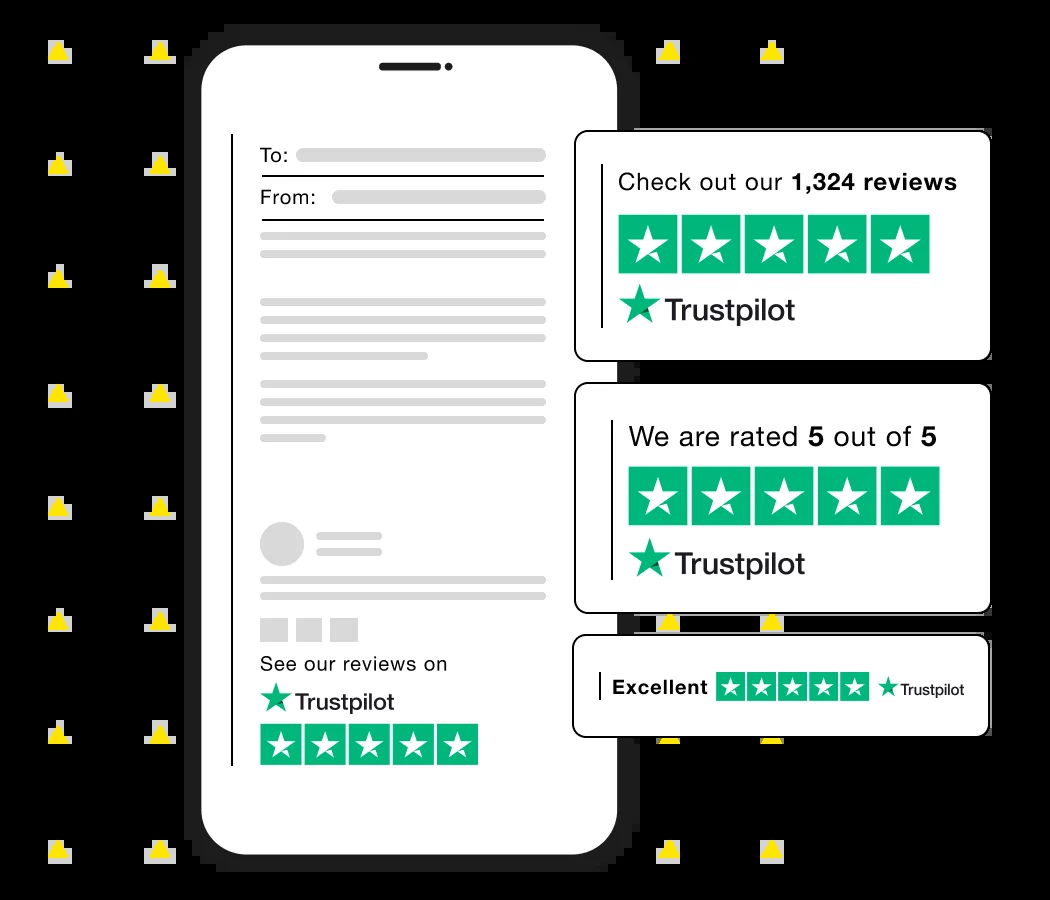 To:
From:
See our reviews on
Trustpilot
Check out our 1,324 reviews
Trustpilot
We are rated 5 out of 5
Trustpilot
Excellent Trustpilot